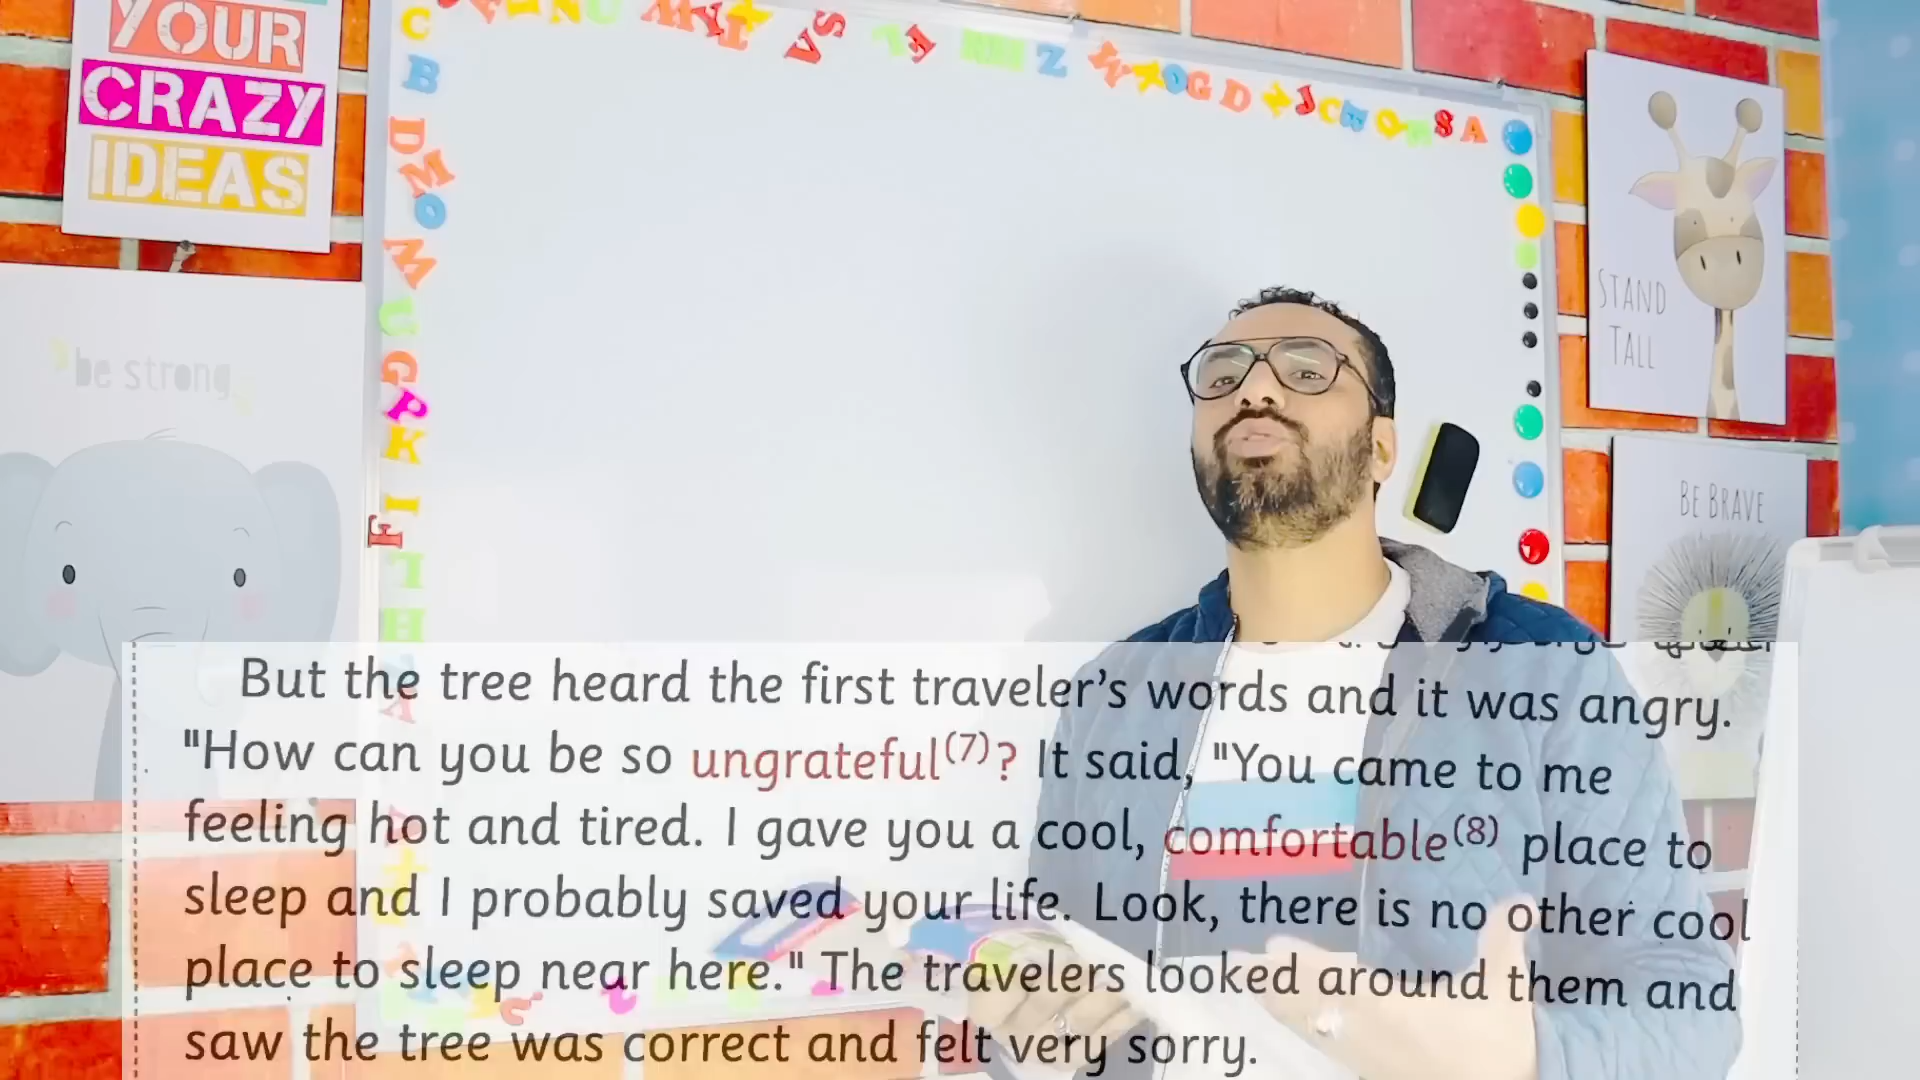 YOUR
CRAZY
IDEAS
be strong
STAND
TALL
BE BRAVE
But the tree heard the first traveler's words and it was angry.
"How can you be so ungrateful(7)? It said, "You came to me
feeling hot and tired. I gave you a cool, comfortable(8) place to
sleep and I probably saved your life. Look, there is no other cool
place to sleep near here." The travelers looked around them and
saw the tree was correct and felt very sorry.